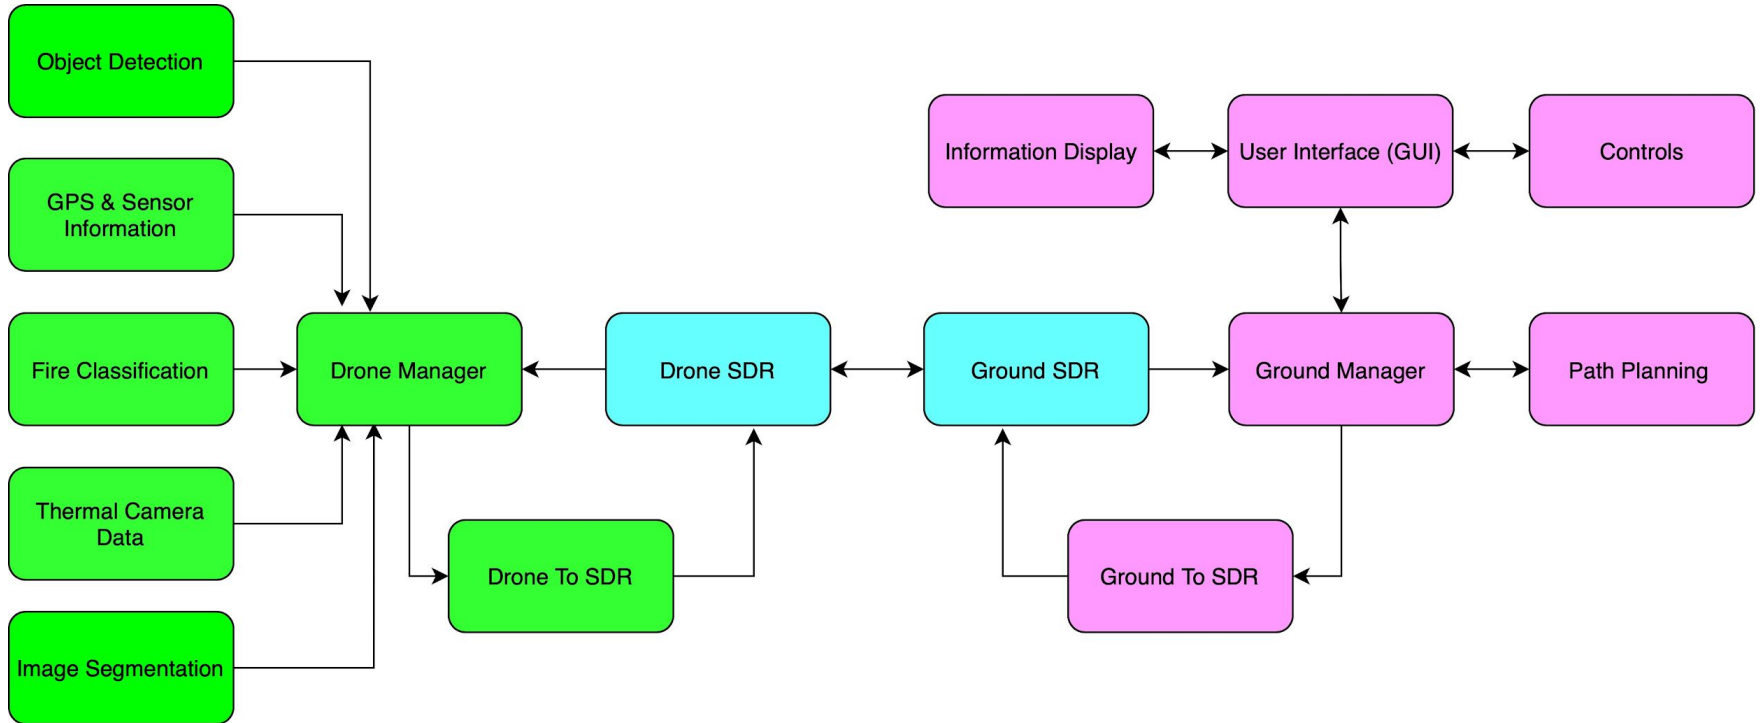 Object Detection
GPS & Sensor
Information
Fire Classification
Thermal Camera
Data
Image Segmentation
Drone Manager
Drone To SDR
Drone SDR
Ground SDR
Information Display
User Interface (GUI)
Controls
Ground Manager
Path Planning
Ground To SDR